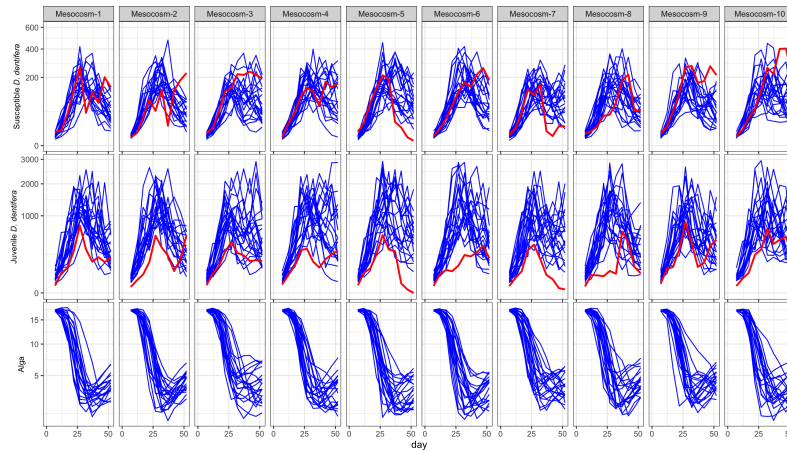 Mesocosm-1 Mesocosm-2 Mesocosm-3 Mesocosm-4 Mesocosm-5 Mesocosm-6 Mesocosm-7 Mesocosm-8 Mesocosm-9 Mesocosm-10
Susceptible D. dentifera
600
400
200
0
Juvenile D. dentifera
3000
2000
1000
0
Alga
15
10
5
0 25 50 0 25 50 0 25 50 0 25 50 0 25 50 0 25 50 0 25 50 0 25 50 0 25 50 0 25 50
day